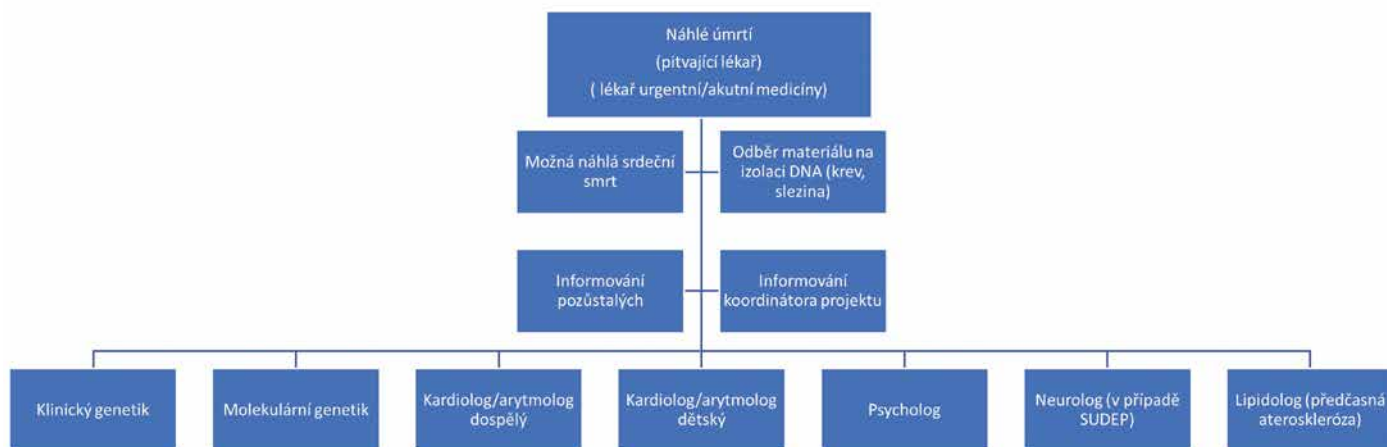 Náhlé úmrtí
(pitvající lékař)
( lékař urgentní/akutní medicíny)
Možná náhlá srdeční
smrt
Odběr materiálu na
izolaci DNA (krev,
slezina)
Informování
pozůstalých
Informování
koordinátora projektu
Klinický genetik
Molekulární genetik
Kardiolog/arytmolog
dospělý
Kardiolog/arytmolog
dětský
Psycholog
Neurolog (v případě
SUDEP)
Lipidolog (předčasná
ateroskleróza)